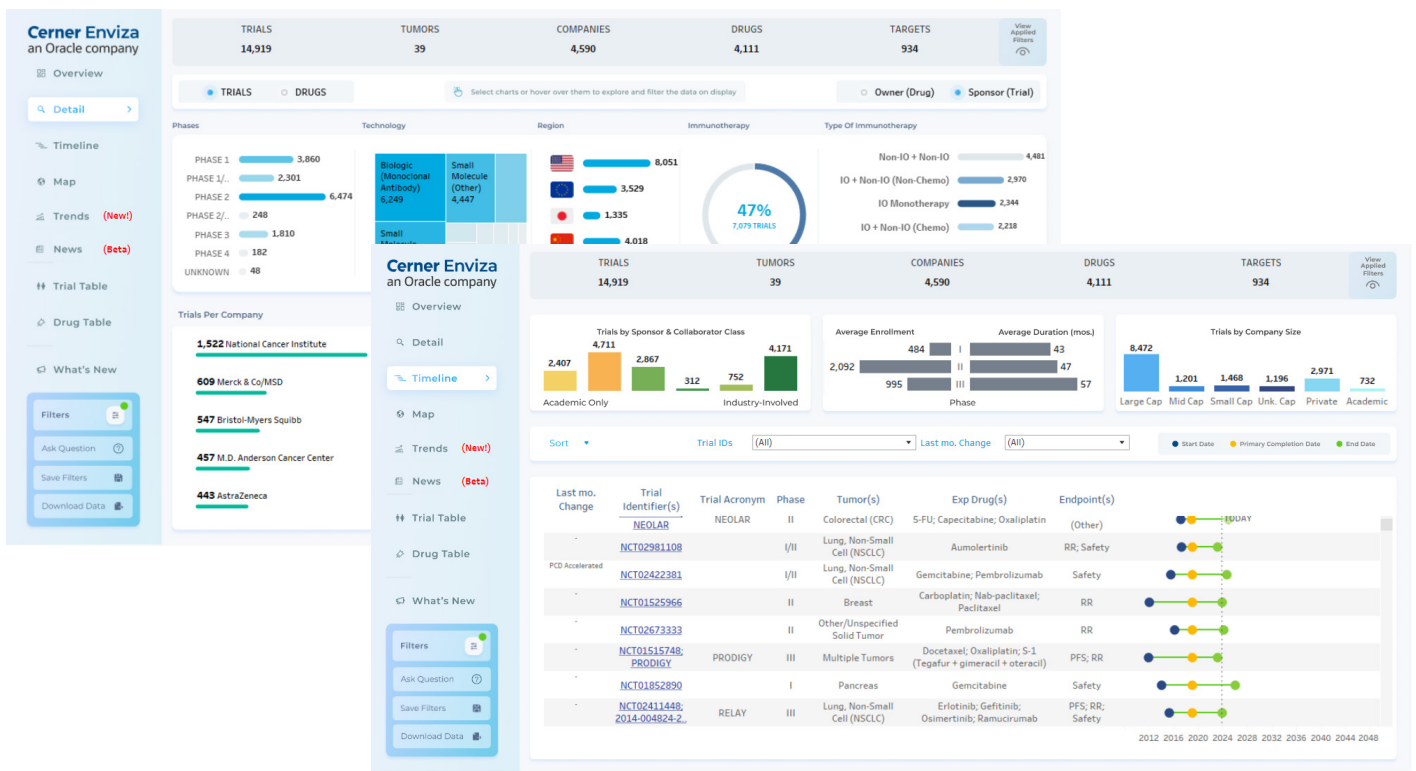 Cerner Enviza
an Oracle company
Overview
Detail
Timeline
Map
Trends (New!)
News (Beta)
Trial Table
Drug Table
What's New
Filters
Ask Question
Save Filters
Download Data
TRIALS TUMORS COMPANIES DRUGS TARGETS
14,919 39 4,590 4,111 934
View
Applied
Filters
TRIALS DRUGS
Select charts or hover over them to explore and filter the data on display
Owner (Drug) Sponsor (Trial)
Phases
PHASE 1 3,860
PHASE 1/.. 2,301
PHASE 2 6,474
PHASE 2/.. 248
PHASE 3 1,810
PHASE 4 182
UNKNOWN 48
Technology
Biologic
(Monoclonal
Antibody)
6,249
Small
Molecule
(Other)
4,447
Small
Region
8,051
3,529
1,335
4,018
Immunotherapy
47%
7,079 TRIALS
Type Of Immunotherapy
Non-IO + Non-IO 4,481
IO + Non-IO (Non-Chemo) 2,970
IO Monotherapy 2,344
IO + Non-IO (Chemo) 2,218
Trials Per Company
1,522 National Cancer Institute
609 Merck & Co/MSD
547 Bristol-Myers Squibb
457 M.D. Anderson Cancer Center
443 AstraZeneca
Cerner Enviza
an Oracle company
Overview
Detail
Timeline
Map
Trends (New!)
News (Beta)
Trial Table
Drug Table
What's New
Filters
Ask Question
Save Filters
Download Data
TRIALS TUMORS COMPANIES DRUGS TARGETS
14,919 39 4,590 4,111 934
View
Applied
Filters
Trials by Sponsor & Collaborator Class
2,407 4,711 2,867 312 752 4,171
Academic Only Industry-Involved
Average Enrollment Average Duration (mos.)
484 I 43
2,092 II 47
995 III 57
Phase
Trials by Company Size
8,472 1,201 1,468 1,196 2,971 732
Large Cap Mid Cap Small Cap Unk. Cap Private Academic
Sort Trial IDs (All) Last mo. Change (All)
Start Date Primary Completion Date End Date
Last mo.
Change
Trial
Identifier(s)
Trial Acronym Phase Tumor(s) Exp Drug(s) Endpoint(s)
NEOLAR NEOLAR II Colorectal (CRC) 5-FU; Capecitabine; Oxaliplatin (Other)
TODAY
- NCT02981108 I/II Lung, Non-Small
Cell (NSCLC) Aumolertinib RR; Safety
PCD Accelerated NCT02422381 I/II Lung, Non-Small
Cell (NSCLC) Gemcitabine; Pembrolizumab Safety
- NCT01525966 II Breast Carboplatin; Nab-paclitaxel;
Paclitaxel RR
- NCT02673333 II Other/Unspecified
Solid Tumor Pembrolizumab RR
- NCT01515748;
PRODIGY PRODIGY III Multiple Tumors Docetaxel; Oxaliplatin; S-1
(Tegafur + gimeracil + oteracil) PFS; RR
- NCT01852890 I Pancreas Gemcitabine Safety
- NCT02411448;
2014-004824-2.. RELAY III Lung, Non-Small
Cell (NSCLC) Erlotinib; Gefitinib;
Osimertinib; Ramucirumab PFS; RR;
Safety
2012 2016 2020 2024 2028 2032 2036 2040 2044 2048